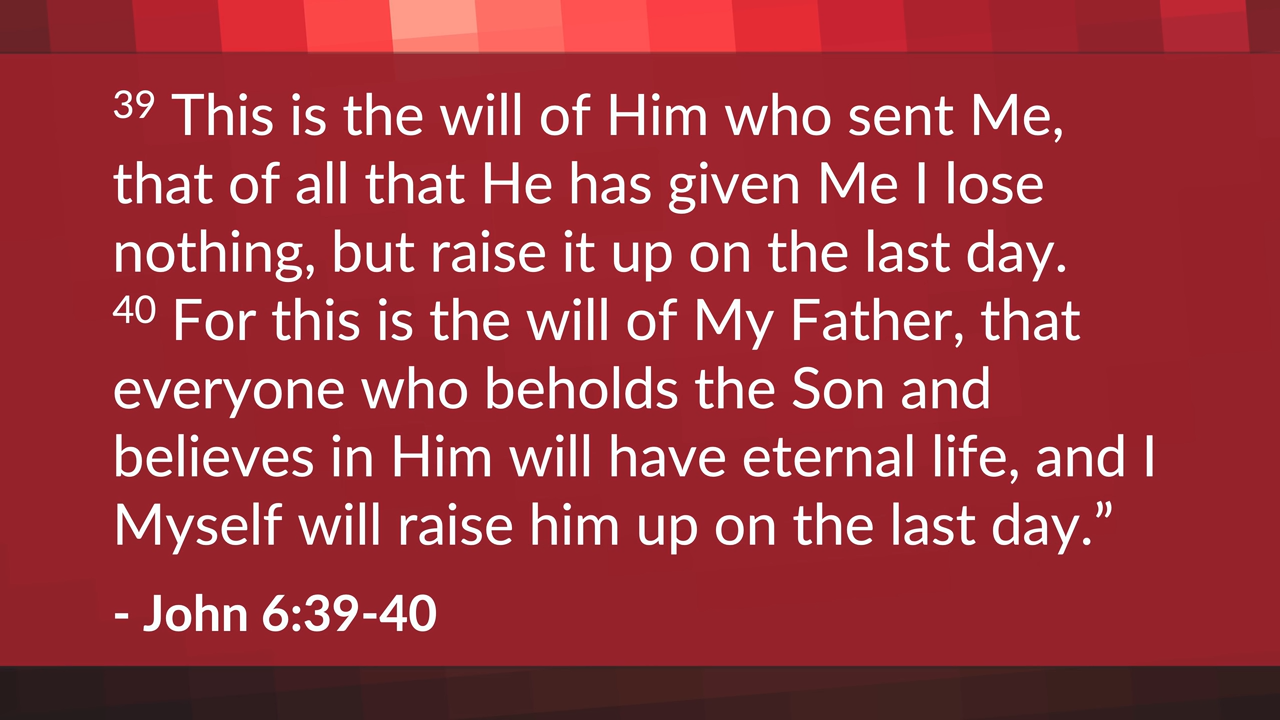 39 This is the will of Him who sent Me,
that of all that He has given Me I lose
nothing, but raise it up on the last day.
40 For this is the will of My Father, that
everyone who beholds the Son and
believes in Him will have eternal life, and I
Myself will raise him up on the last day.”
- John 6:39-40